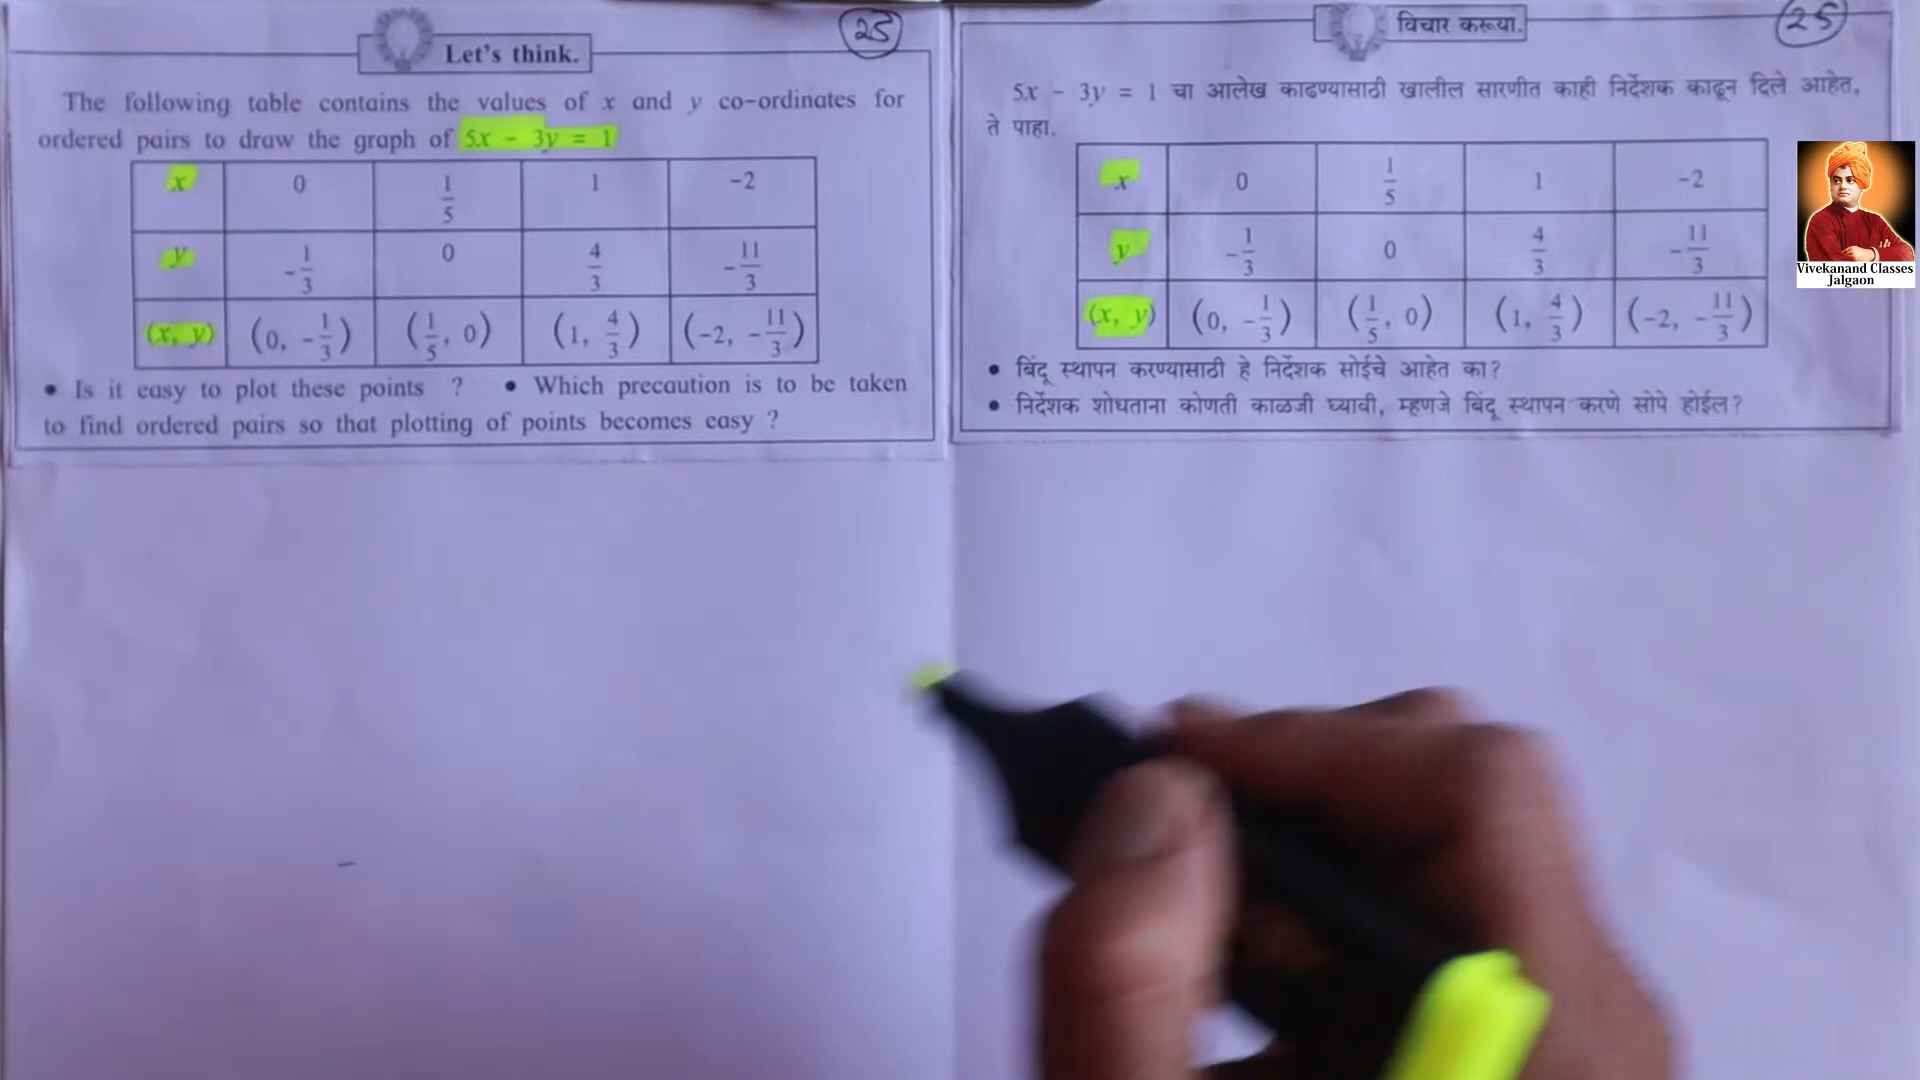 25
Let's think.
The following table contains the values of x and y co-ordinates for
ordered pairs to draw the graph of 5x - 3y = 1
x 0 1/5 1 -2
y -1/3 0 4/3 -11/3
(x, y) (0, -1/3) (1/5, 0) (1, 4/3) (-2, -11/3)
• Is it easy to plot these points ? • Which precaution is to be taken
to find ordered pairs so that plotting of points becomes easy ?
25
विचार करूया.
5x - 3y = 1 चा आलेख काढण्यासाठी खालील सारणीत काही निर्देशक काढून दिले आहेत,
ते पाहा.
x 0 1/5 1 -2
y -1/3 0 4/3 -11/3
(x, y) (0, -1/3) (1/5, 0) (1, 4/3) (-2, -11/3)
• बिंदू स्थापन करण्यासाठी हे निर्देशक सोईचे आहेत का?
• निर्देशक शोधताना कोणती काळजी घ्यावी, म्हणजे बिंदू स्थापन करणे सोपे होईल?
Vivekanand Classes
Jalgaon